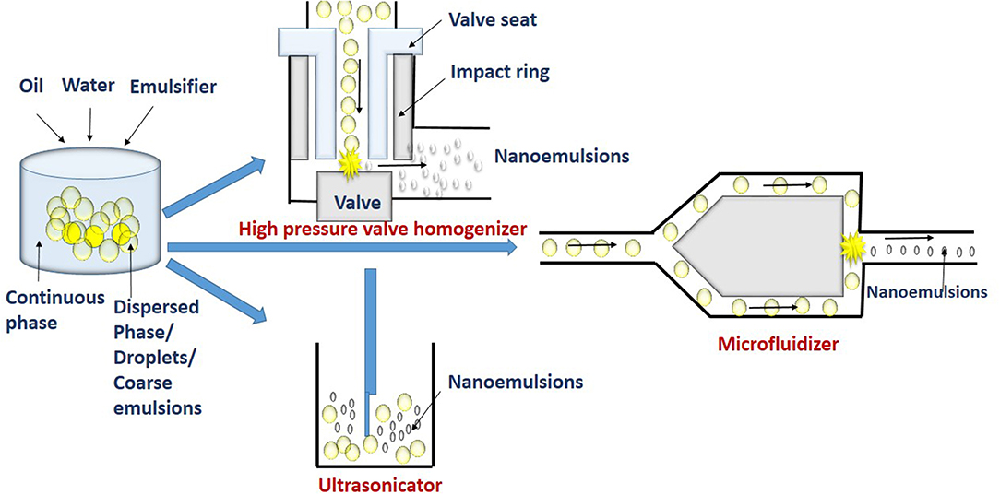 Valve seat
Impact ring
Oil
Water
Emulsifier
Nanoemulsions
Valve
High pressure valve homogenizer
Continuous
phase
Dispersed
Phase/
Droplets/
Coarse
emulsions
Nanoemulsions
Microfluidizer
Nanoemulsions
Ultrasonicator